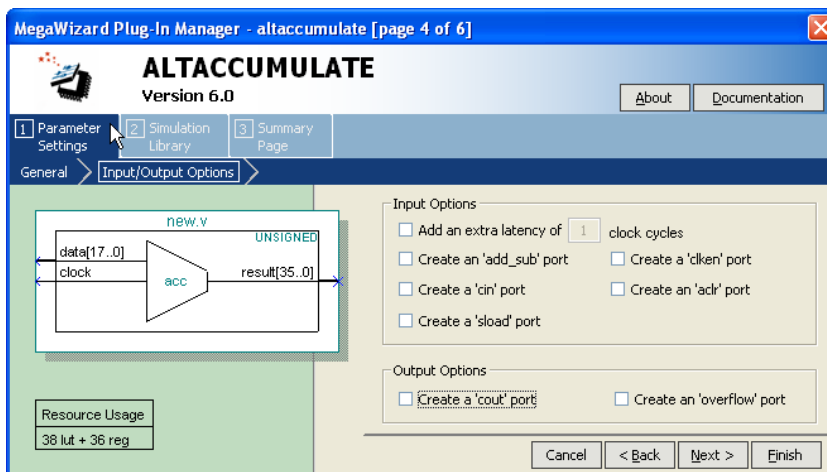 MegaWizard Plug-In Manager - altaccumulate [page 4 of 6]
ALTACCUMULATE
Version 6.0
About
Documentation
1 Parameter Settings
2 Simulation Library
3 Summary Page
General
Input/Output Options
new.v
UNSIGNED
data[17..0]
clock
acc
result[35..0]
Resource Usage
38 lut + 36 reg
Input Options
Add an extra latency of 1 clock cycles
Create an 'add_sub' port
Create a 'clken' port
Create a 'cin' port
Create an 'aclr' port
Create a 'sload' port
Output Options
Create a 'cout' port
Create an 'overflow' port
Cancel
< Back
Next >
Finish